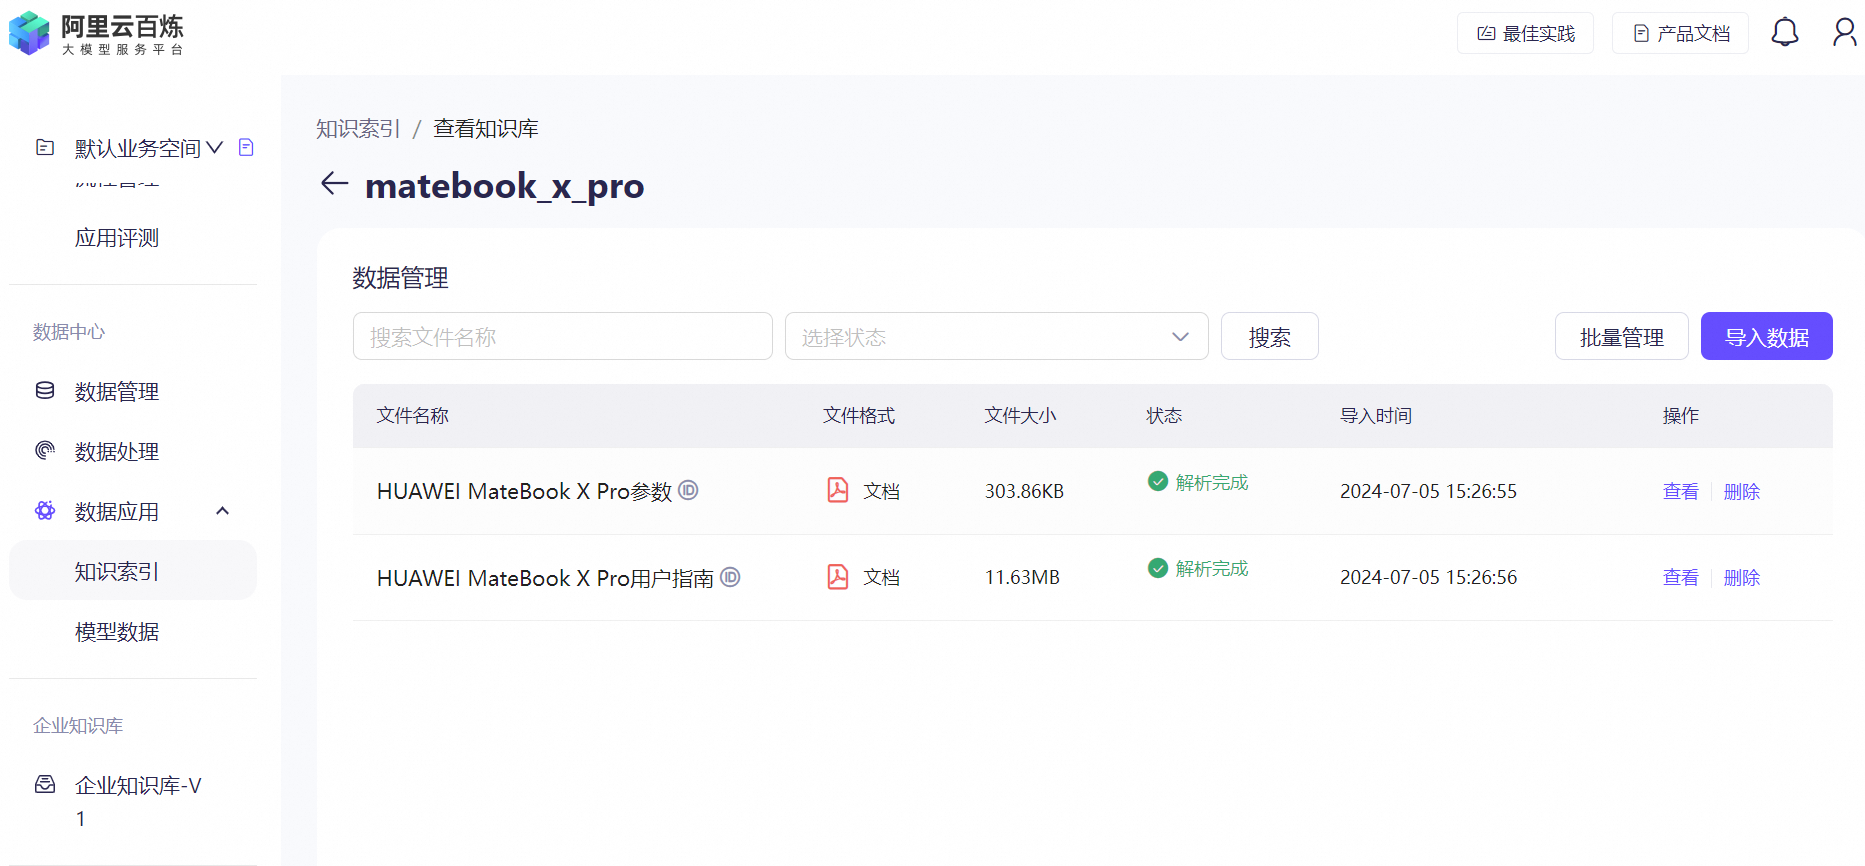 阿里云百炼
大模型服务平台
最佳实践
产品文档
默认业务空间
应用评测
数据中心
数据管理
数据处理
数据应用
知识索引
模型数据
企业知识库
企业知识库-V
1
知识索引 / 查看知识库
matebook_x_pro
数据管理
搜索文件名称
选择状态
搜索
批量管理
导入数据
文件名称 文件格式 文件大小 状态 导入时间 操作
HUAWEI MateBook X Pro参数 ID 文档 303.86KB 解析完成 2024-07-05 15:26:55 查看 删除
HUAWEI MateBook X Pro用户指南 ID 文档 11.63MB 解析完成 2024-07-05 15:26:56 查看 删除